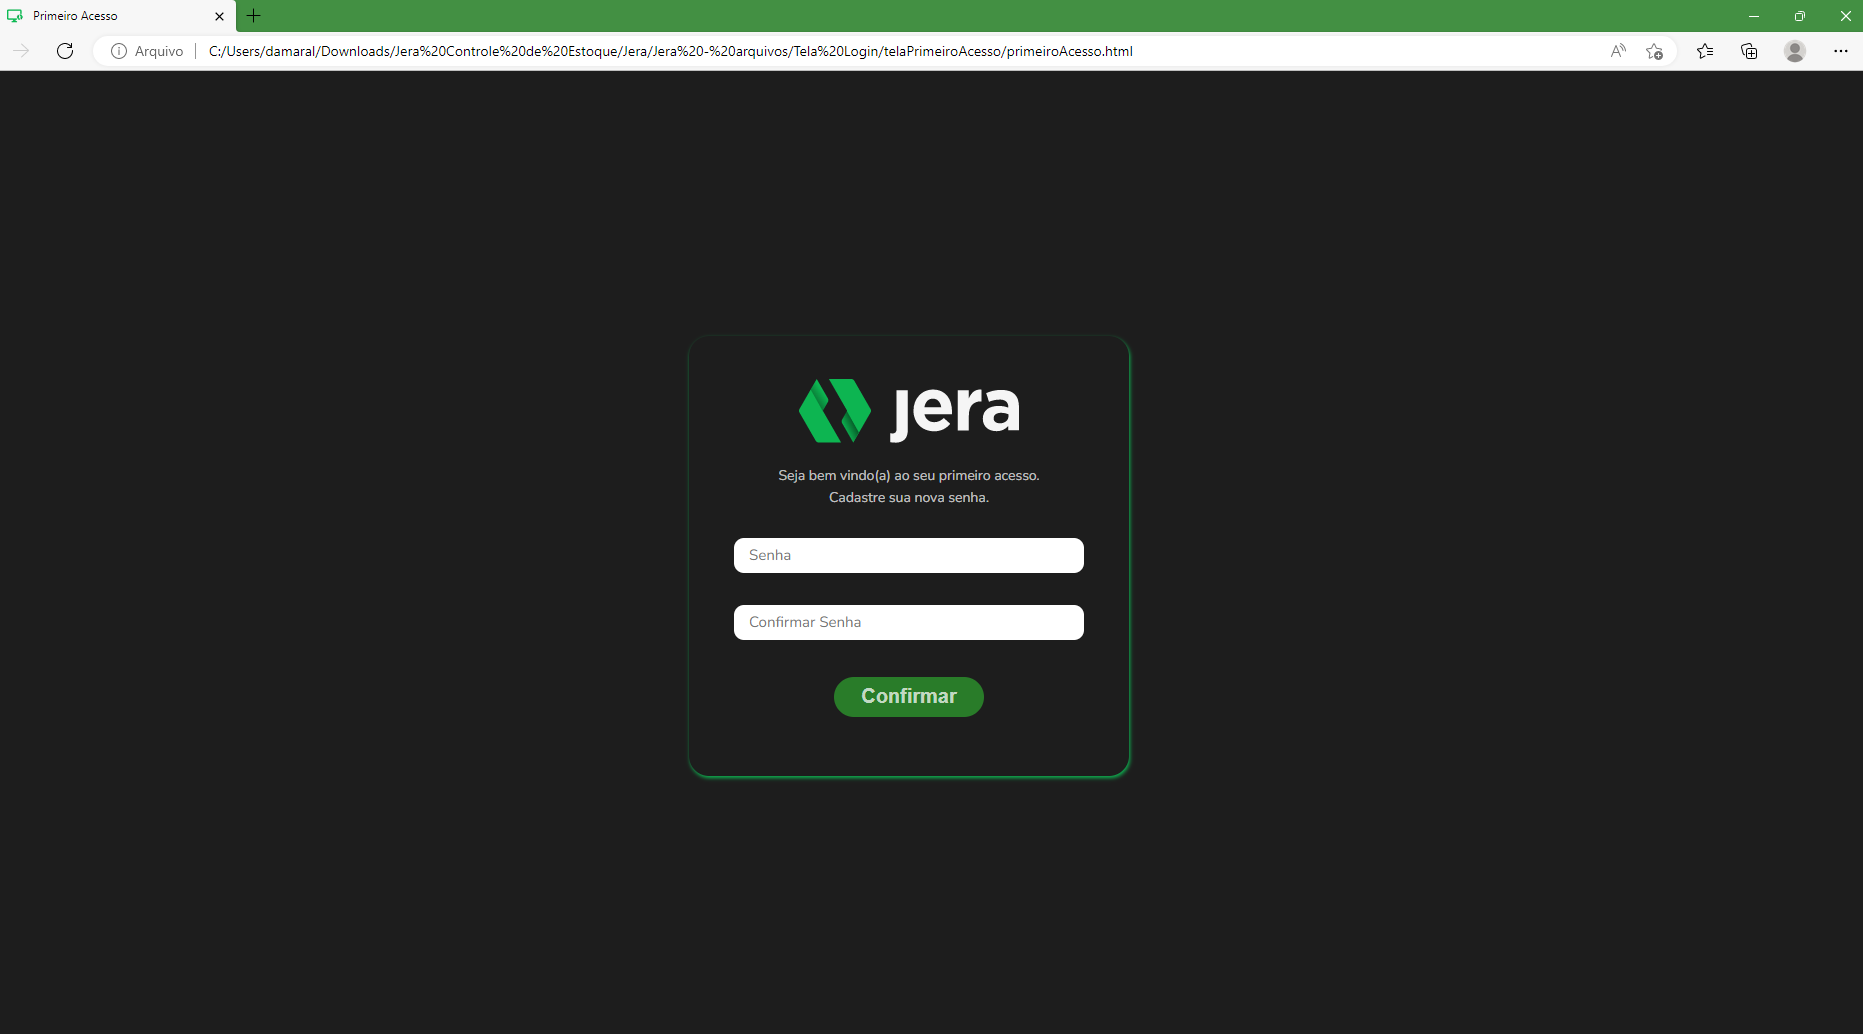 Primeiro Acesso
Arquivo
C:/Users/damaral/Downloads/Jera%20Controle%20de%20Estoque/Jera/Jera%20-%20arquivos/Tela%20Login/telaPrimeiroAcesso/primeiroAcesso.html
jera
Seja bem vindo(a) ao seu primeiro acesso.
Cadastre sua nova senha.
Senha
Confirmar Senha
Confirmar